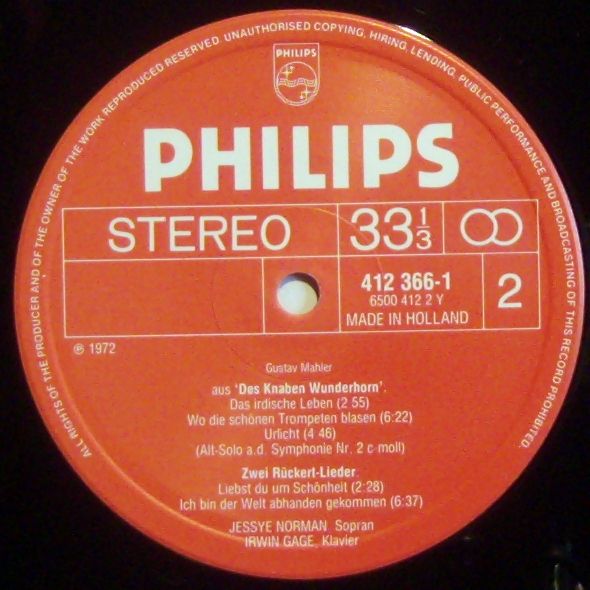 ALL RIGHTS OF THE PRODUCER AND OF THE OWNER OF THE WORK REPRODUCED RESERVED. UNAUTHORISED COPYING, HIRING, LENDING, PUBLIC PERFORMANCE AND BROADCASTING OF THIS RECORD PROHIBITED.
PHILIPS
PHILIPS
STEREO 33 1/3
412 366-1
6500 412 2 Y
MADE IN HOLLAND
2
℗ 1972
Gustav Mahler
aus 'Des Knaben Wunderhorn'.
Das irdische Leben (2 55)
Wo die schönen Trompeten blasen (6:22)
Urlicht (4 46)
(Alt-Solo a.d. Symphonie Nr. 2 c-moll)
Zwei Rückert-Lieder
Liebst du um Schönheit (2:28)
Ich bin der Welt abhanden gekommen (6:37)
JESSYE NORMAN Sopran
IRWIN GAGE, Klavier